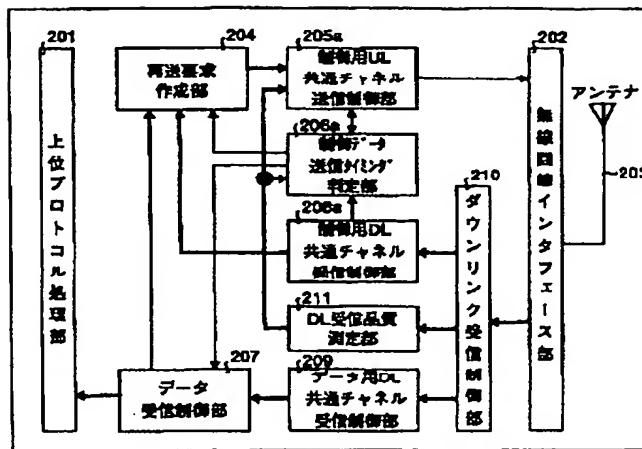 201
上位プロトコル処理部
204
再送要求
作成部
205a
制御用UL
共通チャネル
送信制御部
206a
制御データ
送信タイミング
判定部
208a
制御用DL
共通チャネル
受信制御部
211
DL受信品質
測定部
207
データ
受信制御部
209
データ用DL
共通チャネル
受信制御部
210
ダウンリンク受信制御部
202
無線回線インタフェース部
アンテナ
203